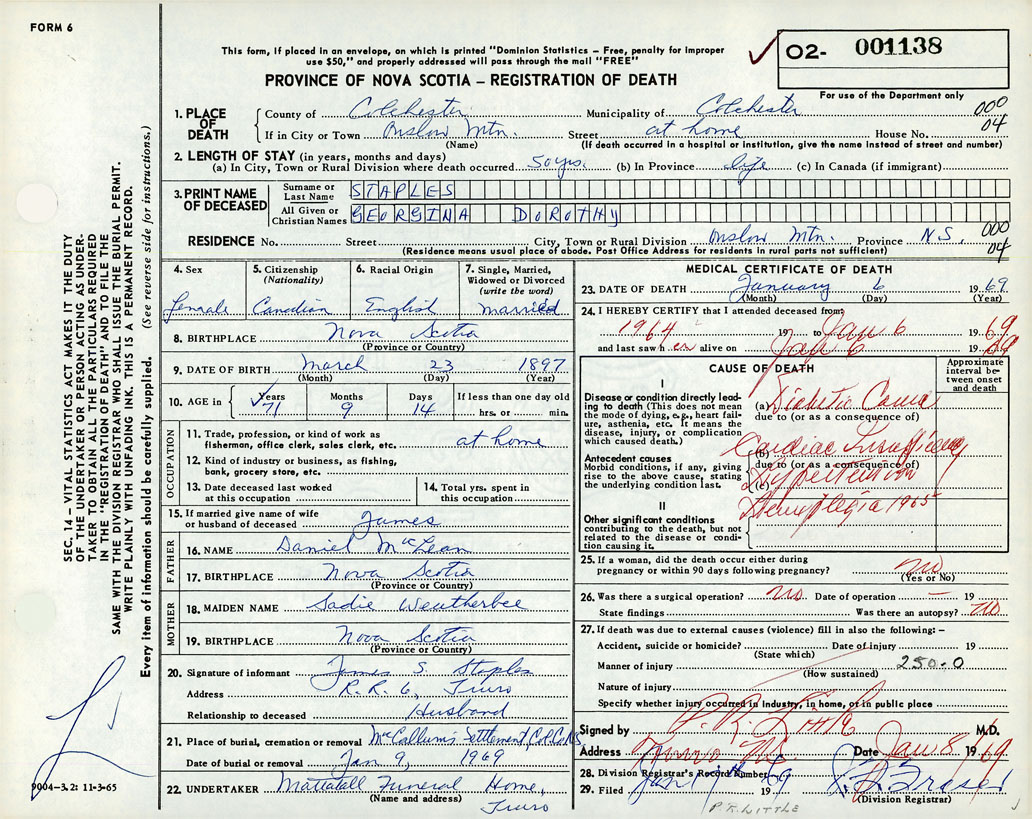 FORM 6
This form, if placed in an envelope, on which is printed "Dominion Statistics – Free, penalty for improper
use $50," and properly addressed will pass through the mail "FREE"
PROVINCE OF NOVA SCOTIA – REGISTRATION OF DEATH
02- 001138
For use of the Department only
SEC. 14 – VITAL STATISTICS ACT MAKES IT THE DUTY
OF THE UNDERTAKER OR PERSON ACTING AS UNDER-
TAKER TO OBTAIN ALL THE PARTICULARS REQUIRED
IN THE "REGISTRATION OF DEATH" AND TO FILE THE
SAME WITH THE DIVISION REGISTRAR WHO SHALL ISSUE THE BURIAL PERMIT.
WRITE PLAINLY WITH UNFADING INK. THIS IS A PERMANENT RECORD.
Every item of information should be carefully supplied. (See reverse side for instructions.)
1. PLACE OF DEATH
County of Colchester Municipality of Colchester 000
If in City or Town Onslow Mtn. Street at home House No. 04
(Name) (If death occurred in a hospital or institution, give the name instead of street and number)
2. LENGTH OF STAY (in years, months and days)
(a) In City, Town or Rural Division where death occurred 50 yrs. (b) In Province life (c) In Canada (if immigrant)
3. PRINT NAME OF DECEASED
Surname or Last Name STAPLES
All Given or Christian Names GEORGINA DOROTHY
RESIDENCE No. Street City, Town or Rural Division Onslow Mtn. Province N.S. 000
(Residence means usual place of abode. Post Office Address for residents in rural parts not sufficient) 04
4. Sex Female
5. Citizenship (Nationality) Canadian
6. Racial Origin English
7. Single, Married, Widowed or Divorced (write the word) married
8. BIRTHPLACE Nova Scotia
(Province or Country)
9. DATE OF BIRTH March 23 1897
(Month) (Day) (Year)
10. AGE in Years 71 Months 9 Days 14 If less than one day old hrs. or min.
OCCUPATION
11. Trade, profession, or kind of work as fisherman, office clerk, sales clerk, etc. at home
12. Kind of industry or business, as fishing, bank, grocery store, etc.
13. Date deceased last worked at this occupation
14. Total yrs. spent in this occupation
15. If married give name of wife or husband of deceased James
FATHER
16. NAME Daniel McLean
17. BIRTHPLACE Nova Scotia
(Province or Country)
MOTHER
18. MAIDEN NAME Sadie Weatherbee
19. BIRTHPLACE Nova Scotia
(Province or Country)
20. Signature of informant James S Staples
Address R.R. 6, Truro
Relationship to deceased Husband
21. Place of burial, cremation or removal McCallum's Settlement, Col. Co. N.S.
Date of burial or removal Jan 9, 1969
22. UNDERTAKER Mattatall Funeral Home,
(Name and address) Truro
9004-3.2: 11-3-65
MEDICAL CERTIFICATE OF DEATH
23. DATE OF DEATH January 6 1969
(Month) (Day) (Year)
24. I HEREBY CERTIFY that I attended deceased from:
1964 19 to Jan 6 1969
and last saw her alive on Jan 6 1969
CAUSE OF DEATH
Approximate interval between onset and death
I
Disease or condition directly leading to death (This does not mean the mode of dying, e.g., heart failure, asthenia, etc. It means the disease, injury, or complication which caused death.)
(a) Diabetic Coma
due to (or as a consequence of)
Antecedent causes
Morbid conditions, if any, giving rise to the above cause, stating the underlying condition last.
(b) Cardiac Insufficiency
due to (or as a consequence of)
(c) Hypertension
II
Other significant conditions contributing to the death, but not related to the disease or condition causing it.
Hemiplegia 1965
25. If a woman, did the death occur either during
pregnancy or within 90 days following pregnancy? no
(Yes or No)
26. Was there a surgical operation? no. Date of operation – 19
State findings Was there an autopsy? no
27. If death was due to external causes (violence) fill in also the following: –
Accident, suicide or homicide? Date of injury 19
(State which)
Manner of injury 250.0
(How sustained)
Nature of injury
Specify whether injury occurred in industry, in home, or in public place
Signed by P. R. Little M.D.
Address Truro NS. Date Jan 8 1969
28. Division Registrar's Record Number
29. Filed Jan 1969
(Division Registrar)
P.R. LITTLE